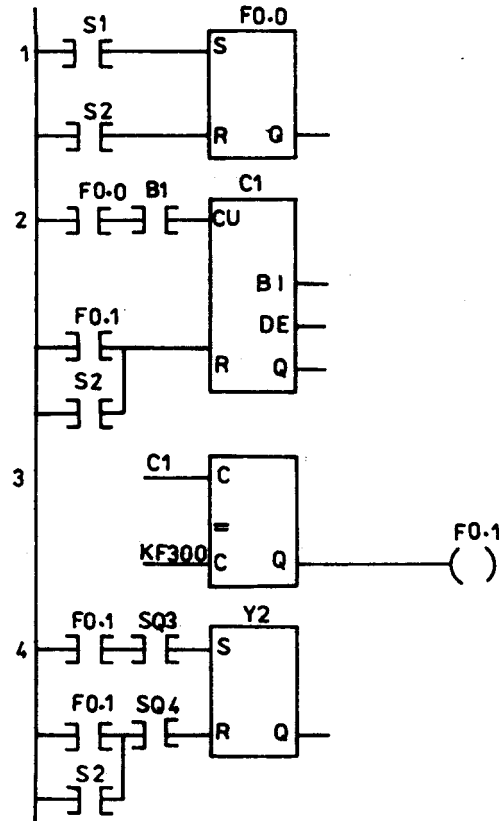 F0.0
S1
1
S
S2
R Q
C1
F0.0 B1
2
CU
BI
F0.1
DE
R Q
S2
3
C1
C
=
F0.1
KF300
C Q
Y2
F0.1 SQ3
4
S
F0.1 SQ4
R Q
S2